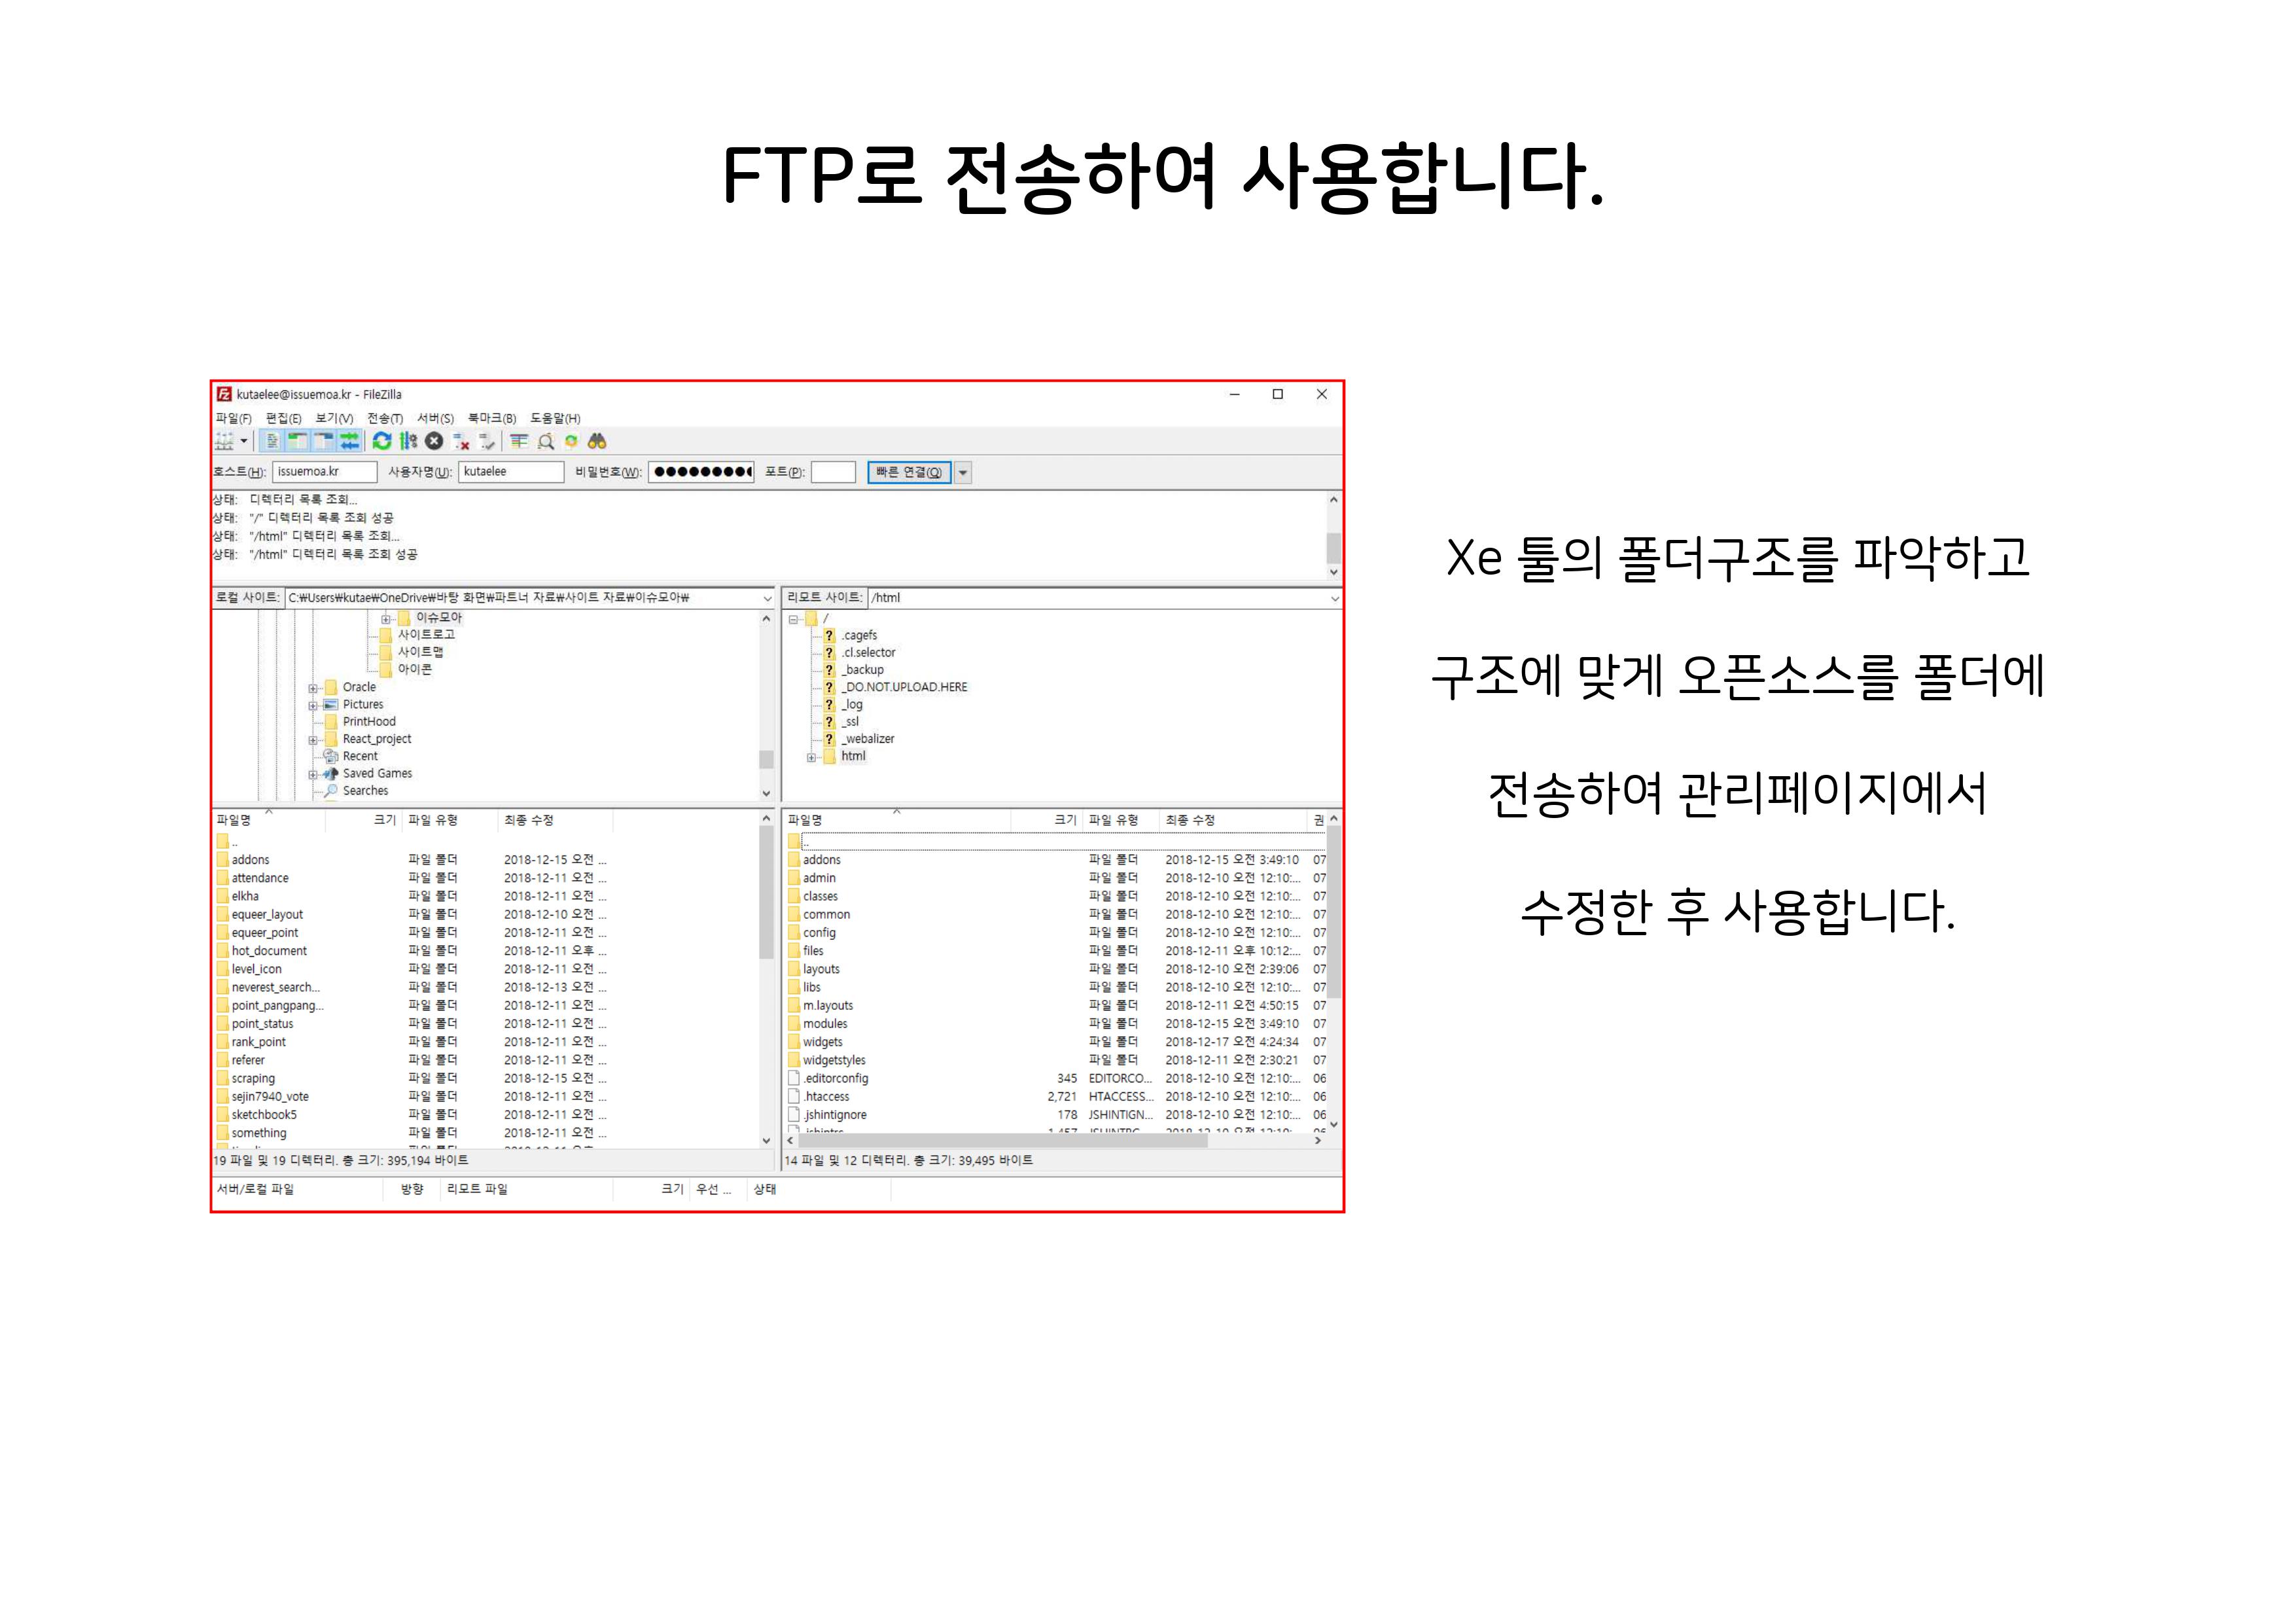 FTP로 전송하여 사용합니다.
kutaelee@issuemoa.kr - FileZilla
파일(F) 편집(E) 보기(V) 전송(T) 서버(S) 북마크(B) 도움말(H)
호스트(H): issuemoa.kr 사용자명(U): kutaelee 비밀번호(W): ●●●●●●●●● 포트(P): 빠른 연결(Q)
상태: 디렉터리 목록 조회...
상태: "/" 디렉터리 목록 조회 성공
상태: "/html" 디렉터리 목록 조회...
상태: "/html" 디렉터리 목록 조회 성공
로컬 사이트: C:₩Users₩kutae₩OneDrive₩바탕 화면₩파트너 자료₩사이트 자료₩이슈모아₩
이슈모아
사이트로고
사이트맵
아이콘
Oracle
Pictures
PrintHood
React_project
Recent
Saved Games
Searches
리모트 사이트: /html
/
.cagefs
.cl.selector
_backup
_DO.NOT.UPLOAD.HERE
_log
_ssl
_webalizer
html
파일명 크기 파일 유형 최종 수정
..
addons 파일 폴더 2018-12-15 오전 ...
attendance 파일 폴더 2018-12-11 오전 ...
elkha 파일 폴더 2018-12-11 오전 ...
equeer_layout 파일 폴더 2018-12-10 오전 ...
equeer_point 파일 폴더 2018-12-11 오전 ...
hot_document 파일 폴더 2018-12-11 오후 ...
level_icon 파일 폴더 2018-12-11 오전 ...
neverest_search... 파일 폴더 2018-12-13 오전 ...
point_pangpang... 파일 폴더 2018-12-11 오전 ...
point_status 파일 폴더 2018-12-11 오전 ...
rank_point 파일 폴더 2018-12-11 오전 ...
referer 파일 폴더 2018-12-11 오전 ...
scraping 파일 폴더 2018-12-15 오전 ...
sejin7940_vote 파일 폴더 2018-12-11 오전 ...
sketchbook5 파일 폴더 2018-12-11 오전 ...
something 파일 폴더 2018-12-11 오전 ...
19 파일 및 19 디렉터리. 총 크기: 395,194 바이트
파일명 크기 파일 유형 최종 수정 권
..
addons 파일 폴더 2018-12-15 오전 3:49:10 07
admin 파일 폴더 2018-12-10 오전 12:10:... 07
classes 파일 폴더 2018-12-10 오전 12:10:... 07
common 파일 폴더 2018-12-10 오전 12:10:... 07
config 파일 폴더 2018-12-10 오전 12:10:... 07
files 파일 폴더 2018-12-11 오후 10:12:... 07
layouts 파일 폴더 2018-12-10 오전 2:39:06 07
libs 파일 폴더 2018-12-10 오전 12:10:... 07
m.layouts 파일 폴더 2018-12-11 오전 4:50:15 07
modules 파일 폴더 2018-12-15 오전 3:49:10 07
widgets 파일 폴더 2018-12-17 오전 4:24:34 07
widgetstyles 파일 폴더 2018-12-11 오전 2:30:21 07
.editorconfig 345 EDITORCO... 2018-12-10 오전 12:10:... 06
.htaccess 2,721 HTACCESS... 2018-12-10 오전 12:10:... 06
.jshintignore 178 JSHINTIGN... 2018-12-10 오전 12:10:... 06
14 파일 및 12 디렉터리. 총 크기: 39,495 바이트
서버/로컬 파일 방향 리모트 파일 크기 우선 ... 상태
Xe 툴의 폴더구조를 파악하고
구조에 맞게 오픈소스를 폴더에
전송하여 관리페이지에서
수정한 후 사용합니다.